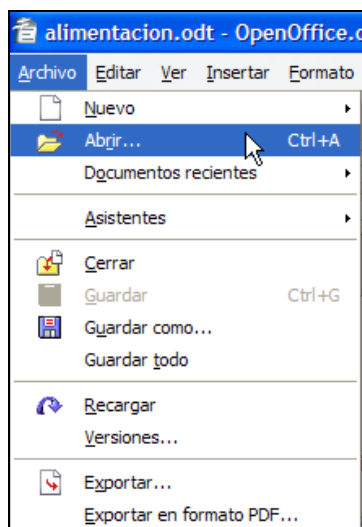 alimentacion.odt - OpenOffice.
Archivo Editar Ver Insertar Formato
Nuevo
Abrir... Ctrl+A
Documentos recientes
Asistentes
Cerrar
Guardar Ctrl+G
Guardar como...
Guardar todo
Recargar
Versiones...
Exportar...
Exportar en formato PDF...